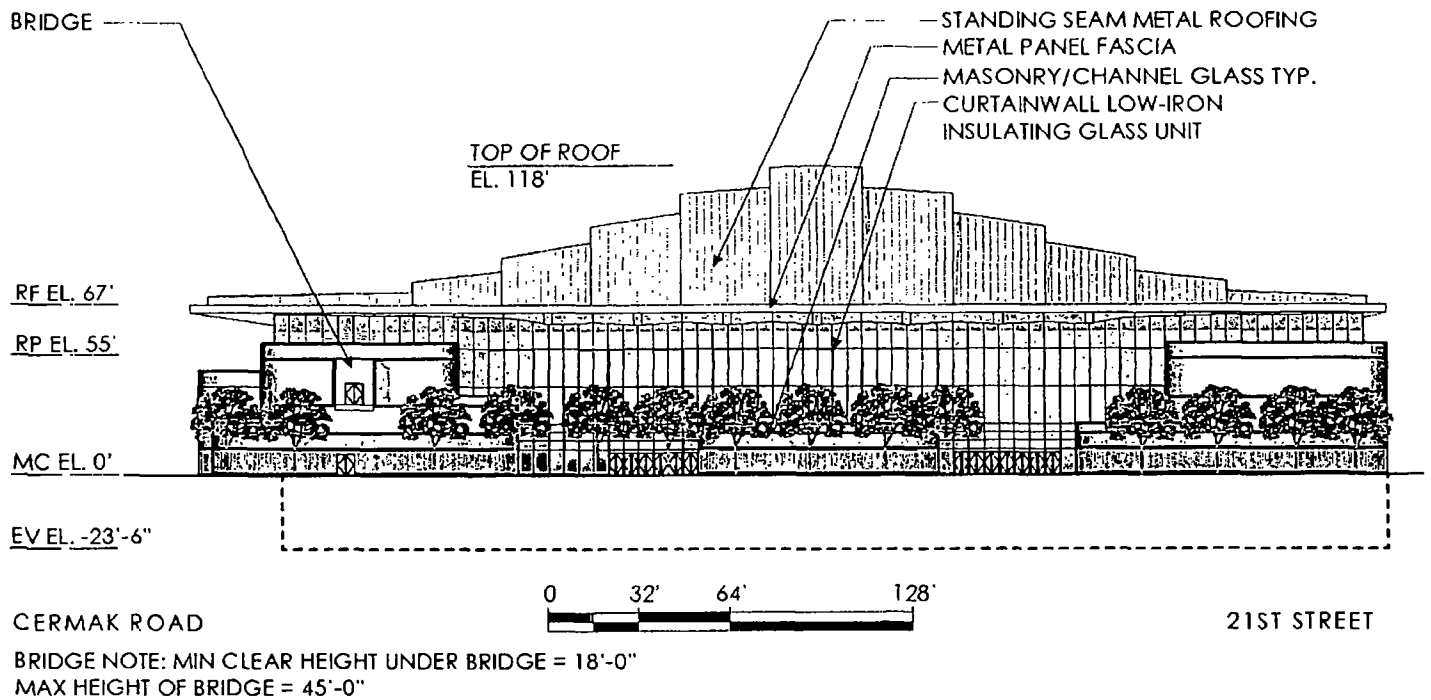 BRIDGE
STANDING SEAM METAL ROOFING
METAL PANEL FASCIA
MASONRY/CHANNEL GLASS TYP.
CURTAINWALL LOW-IRON
INSULATING GLASS UNIT
TOP OF ROOF
EL. 118'
RF EL. 67'
RP EL. 55'
MC EL. 0'
EV EL. -23'-6"
0 32' 64' 128'
CERMAK ROAD
21ST STREET
BRIDGE NOTE: MIN CLEAR HEIGHT UNDER BRIDGE = 18'-0"
MAX HEIGHT OF BRIDGE = 45'-0"